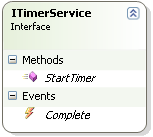 ITimerService
Interface
Methods
StartTimer
Events
Complete